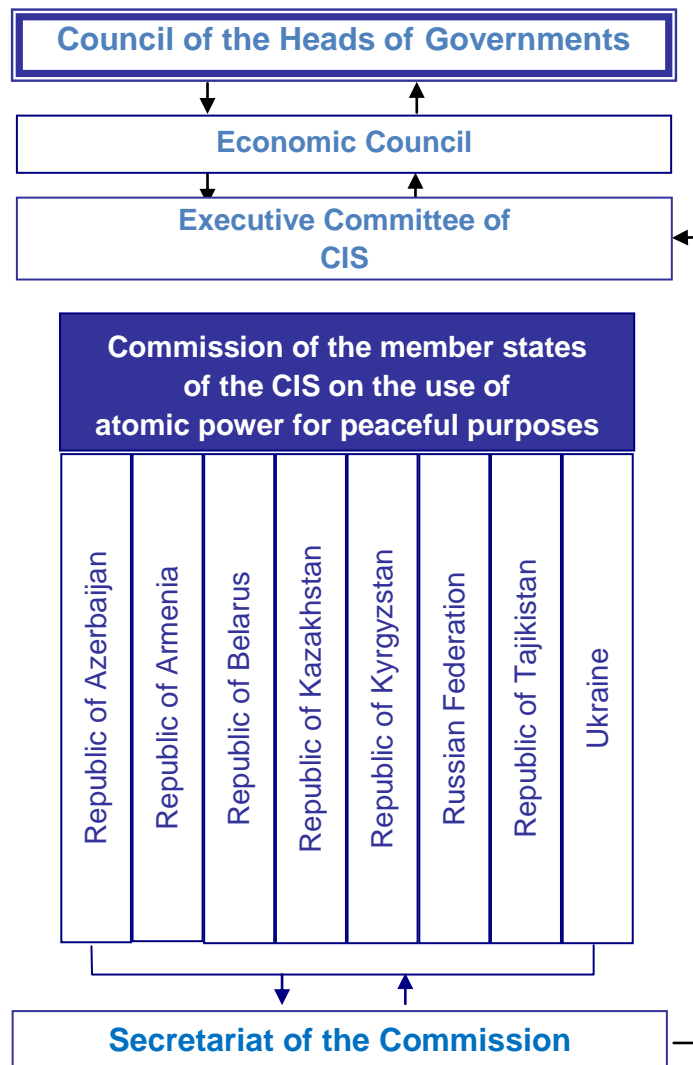 Council of the Heads of Governments
Economic Council
Executive Committee of
CIS
Commission of the member states
of the CIS on the use of
atomic power for peaceful purposes
Republic of Azerbaijan
Republic of Armenia
Republic of Belarus
Republic of Kazakhstan
Republic of Kyrgyzstan
Russian Federation
Republic of Tajikistan
Ukraine
Secretariat of the Commission